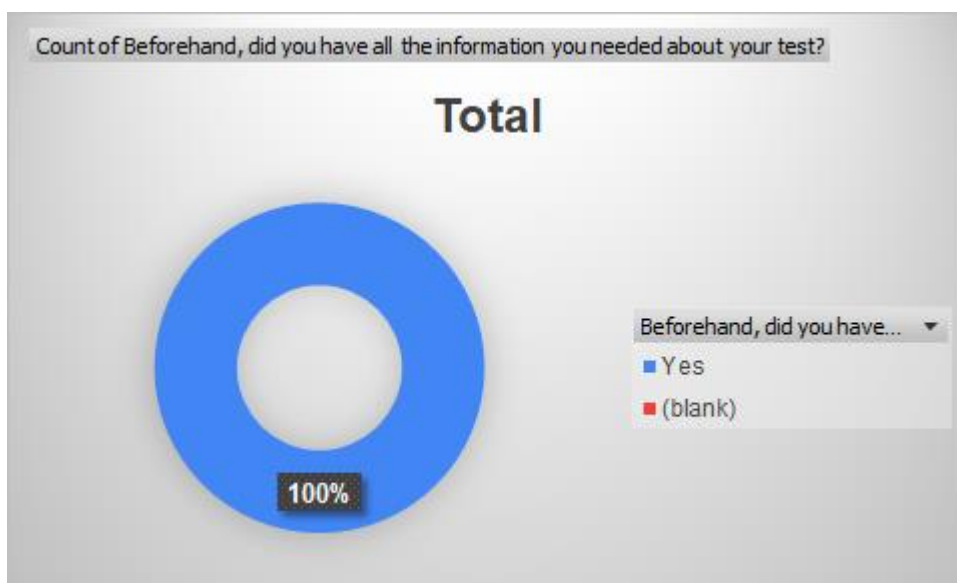 Count of Beforehand, did you have all the information you needed about your test?
Total
100%
Beforehand, did you have...
Yes
(blank)